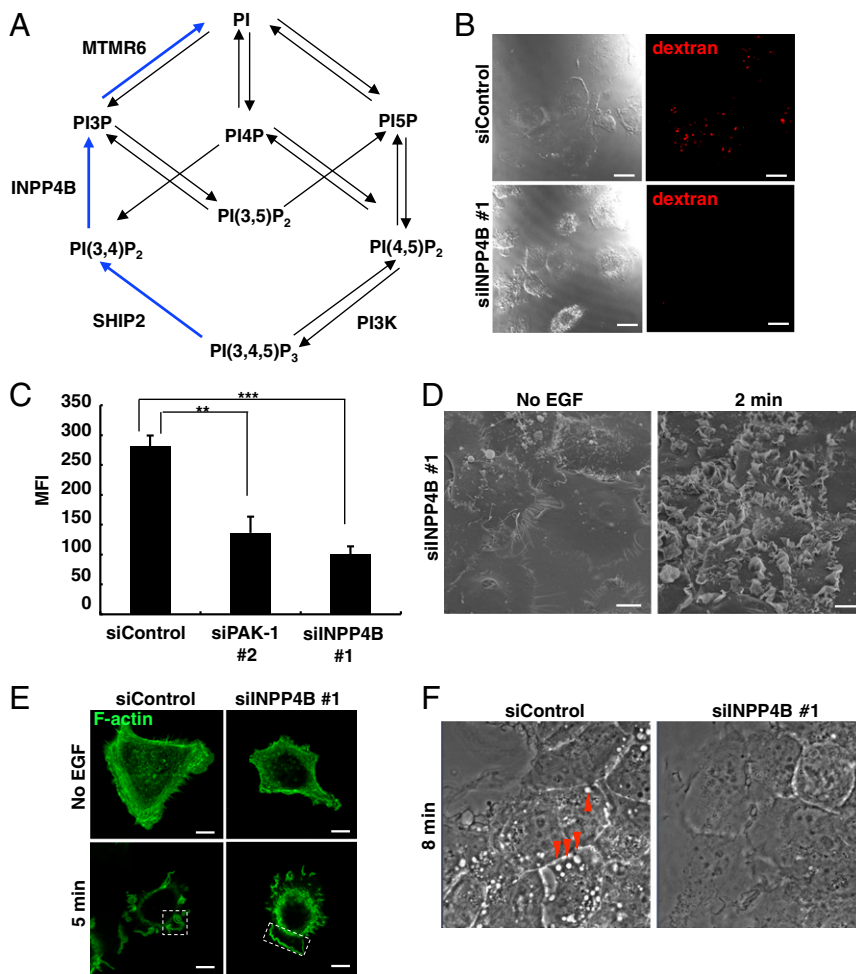 A
PI
MTMR6
PI3P
PI4P
PI5P
INPP4B
PI(3,5)P2
PI(3,4)P2
PI(4,5)P2
SHIP2
PI3K
PI(3,4,5)P3
B
siControl
dextran
siINPP4B #1
dextran
C
MFI
350
300
250
200
150
100
50
0
***
**
siControl
siPAK-1
#2
siINPP4B
#1
D
No EGF
2 min
siINPP4B #1
E
siControl
siINPP4B #1
F-actin
No EGF
5 min
F
siControl
siINPP4B #1
8 min